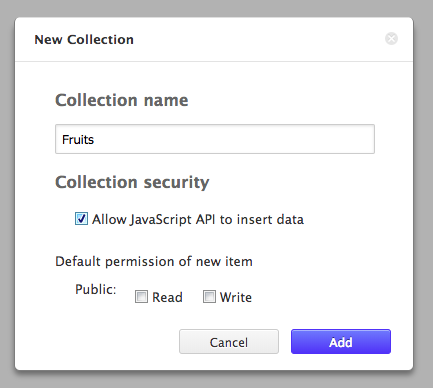 New Collection
Collection name
Fruits
Collection security
Allow JavaScript API to insert data
Default permission of new item
Public: Read Write
Cancel Add